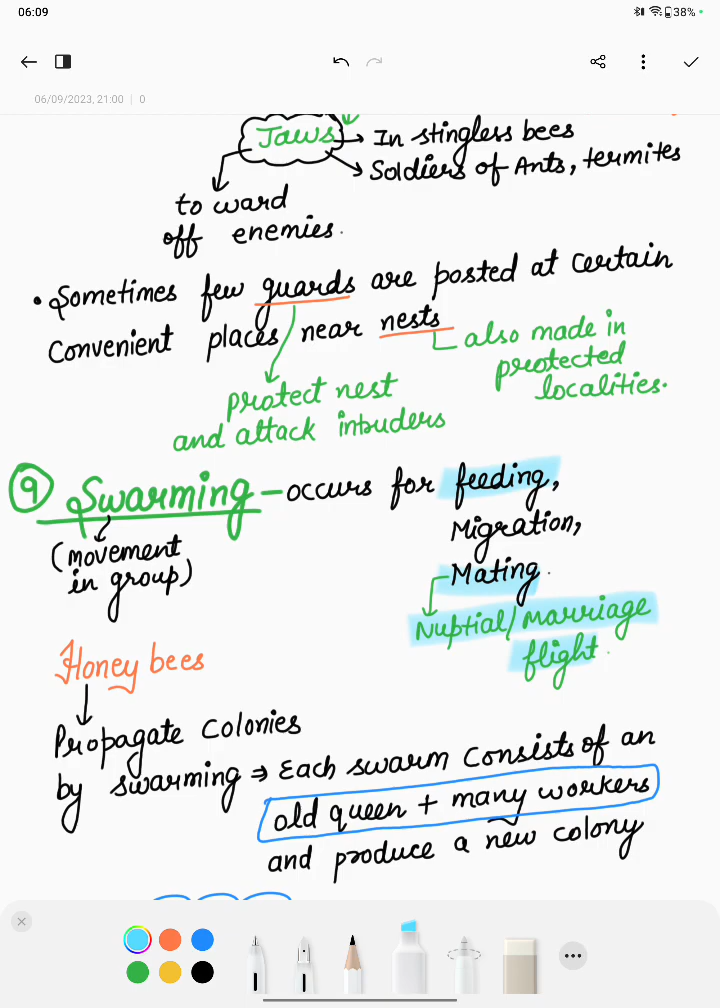 06:09
38%
06/09/2023, 21:00 | 0
Jaws → In stingless bees
→ Soldiers of Ants, termites
to ward
off enemies.
• Sometimes few guards are posted at certain
convenient places near nests
also made in
protected
localities.
protect nest
and attack intruders
9 Swarming – occurs for feeding,
Migration,
Mating.
(movement
in group)
Nuptial/Marriage
flight.
Honey bees
Propagate colonies
by swarming ⇒ Each swarm consists of an
old queen + many workers
and produce a new colony